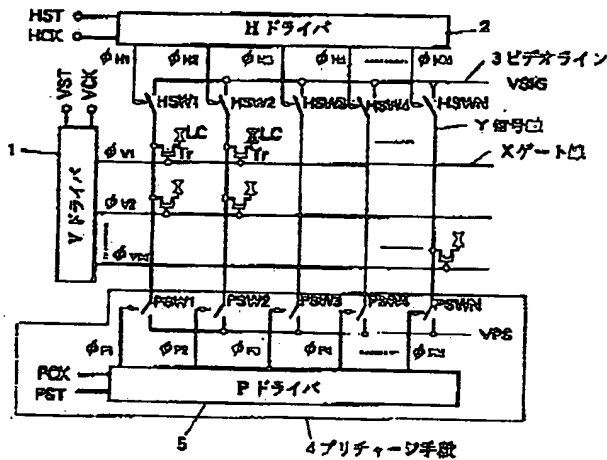 HST
HCK
Hドライバ
2
φH1 φH2 φH3 φH4
3ビデオライン
VSIG
VST
VCK
HSW1 HSW2 HSW3 HSW4 HSWN
Y信号線
1
Vドライバ
LC
LC
Tr
Tr
φV1
Xゲート線
φV2
PSW1 PSW2 PSW3 PSW4 PSWN
VPS
φP1 φP2 φP3 φP4
PCK
PST
Pドライバ
5
4プリチャージ手段